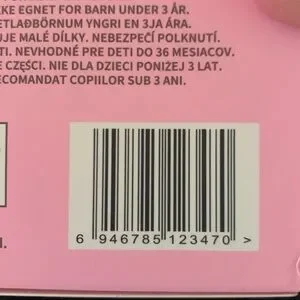 KE EGNET FOR BARN UNDER 3 ÅR.
ETLAÐBÖRNUM YNGRI EN 3JA ÁRA.
UJE MALÉ DÍLKY. NEBEZPEČÍ POLKNUTÍ.
TI. NEVHODNÉ PRE DETI DO 36 MESIACOV.
E CZĘŚCI. NIE DLA DZIECI PONIŻEJ 3 LAT.
ECOMANDAT COPIILOR SUB 3 ANI.
6 946785 123470 >